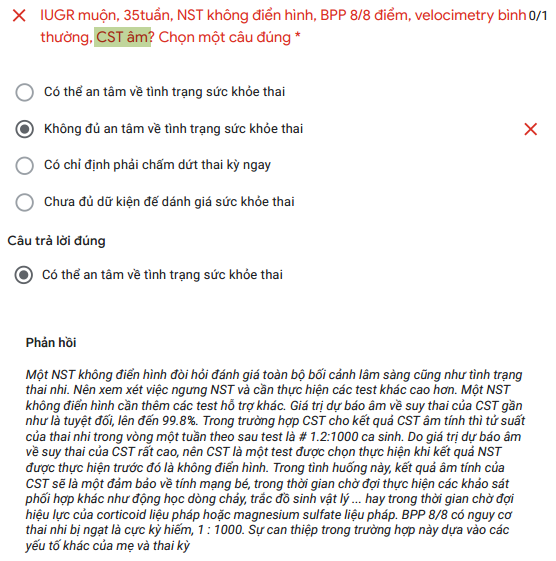 IUGR muộn, 35tuần, NST không điển hình, BPP 8/8 điểm, velocimetry bình 0/1
thường, CST âm? Chọn một câu đúng *
Có thể an tâm về tình trạng sức khỏe thai
Không đủ an tâm về tình trạng sức khỏe thai
Có chỉ định phải chấm dứt thai kỳ ngay
Chưa đủ dữ kiện để đánh giá sức khỏe thai
Câu trả lời đúng
Có thể an tâm về tình trạng sức khỏe thai
Phản hồi
Một NST không điển hình đòi hỏi đánh giá toàn bộ bối cảnh lâm sàng cũng như tình trạng
thai nhi. Nên xem xét việc ngưng NST và cần thực hiện các test khác cao hơn. Một NST
không điển hình cần thêm các test hỗ trợ khác. Giá trị dự báo âm về suy thai của CST gần
như là tuyệt đối, lên đến 99.8%. Trong trường hợp CST cho kết quả CST âm tính thì tử suất
của thai nhi trong vòng một tuần theo sau test là # 1.2:1000 ca sinh. Do giá trị dự báo âm
về suy thai của CST rất cao, nên CST là một test được chọn thực hiện khi kết quả NST
được thực hiện trước đó là không điển hình. Trong tình huống này, kết quả âm tính của
CST sẽ là một đảm bảo về tính mạng bé, trong thời gian chờ đợi thực hiện các khảo sát
phối hợp khác như động học dòng chảy, trắc đồ sinh vật lý ... hay trong thời gian chờ đợi
hiệu lực của corticoid liệu pháp hoặc magnesium sulfate liệu pháp. BPP 8/8 có nguy cơ
thai nhi bị ngạt là cực kỳ hiếm, 1 : 1000. Sự can thiệp trong trường hợp này dựa vào các
yếu tố khác của mẹ và thai kỳ